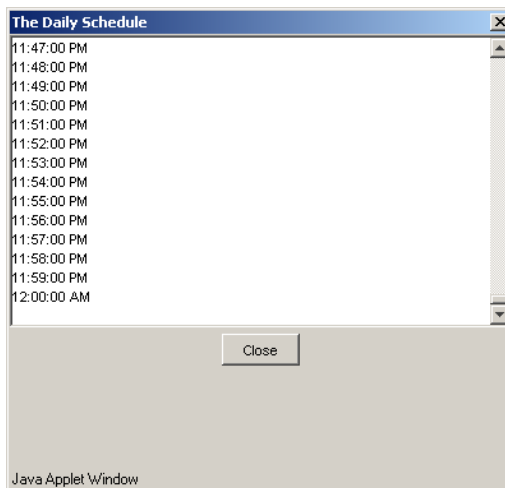 The Daily Schedule
11:47:00 PM
11:48:00 PM
11:49:00 PM
11:50:00 PM
11:51:00 PM
11:52:00 PM
11:53:00 PM
11:54:00 PM
11:55:00 PM
11:56:00 PM
11:57:00 PM
11:58:00 PM
11:59:00 PM
12:00:00 AM
Close
Java Applet Window